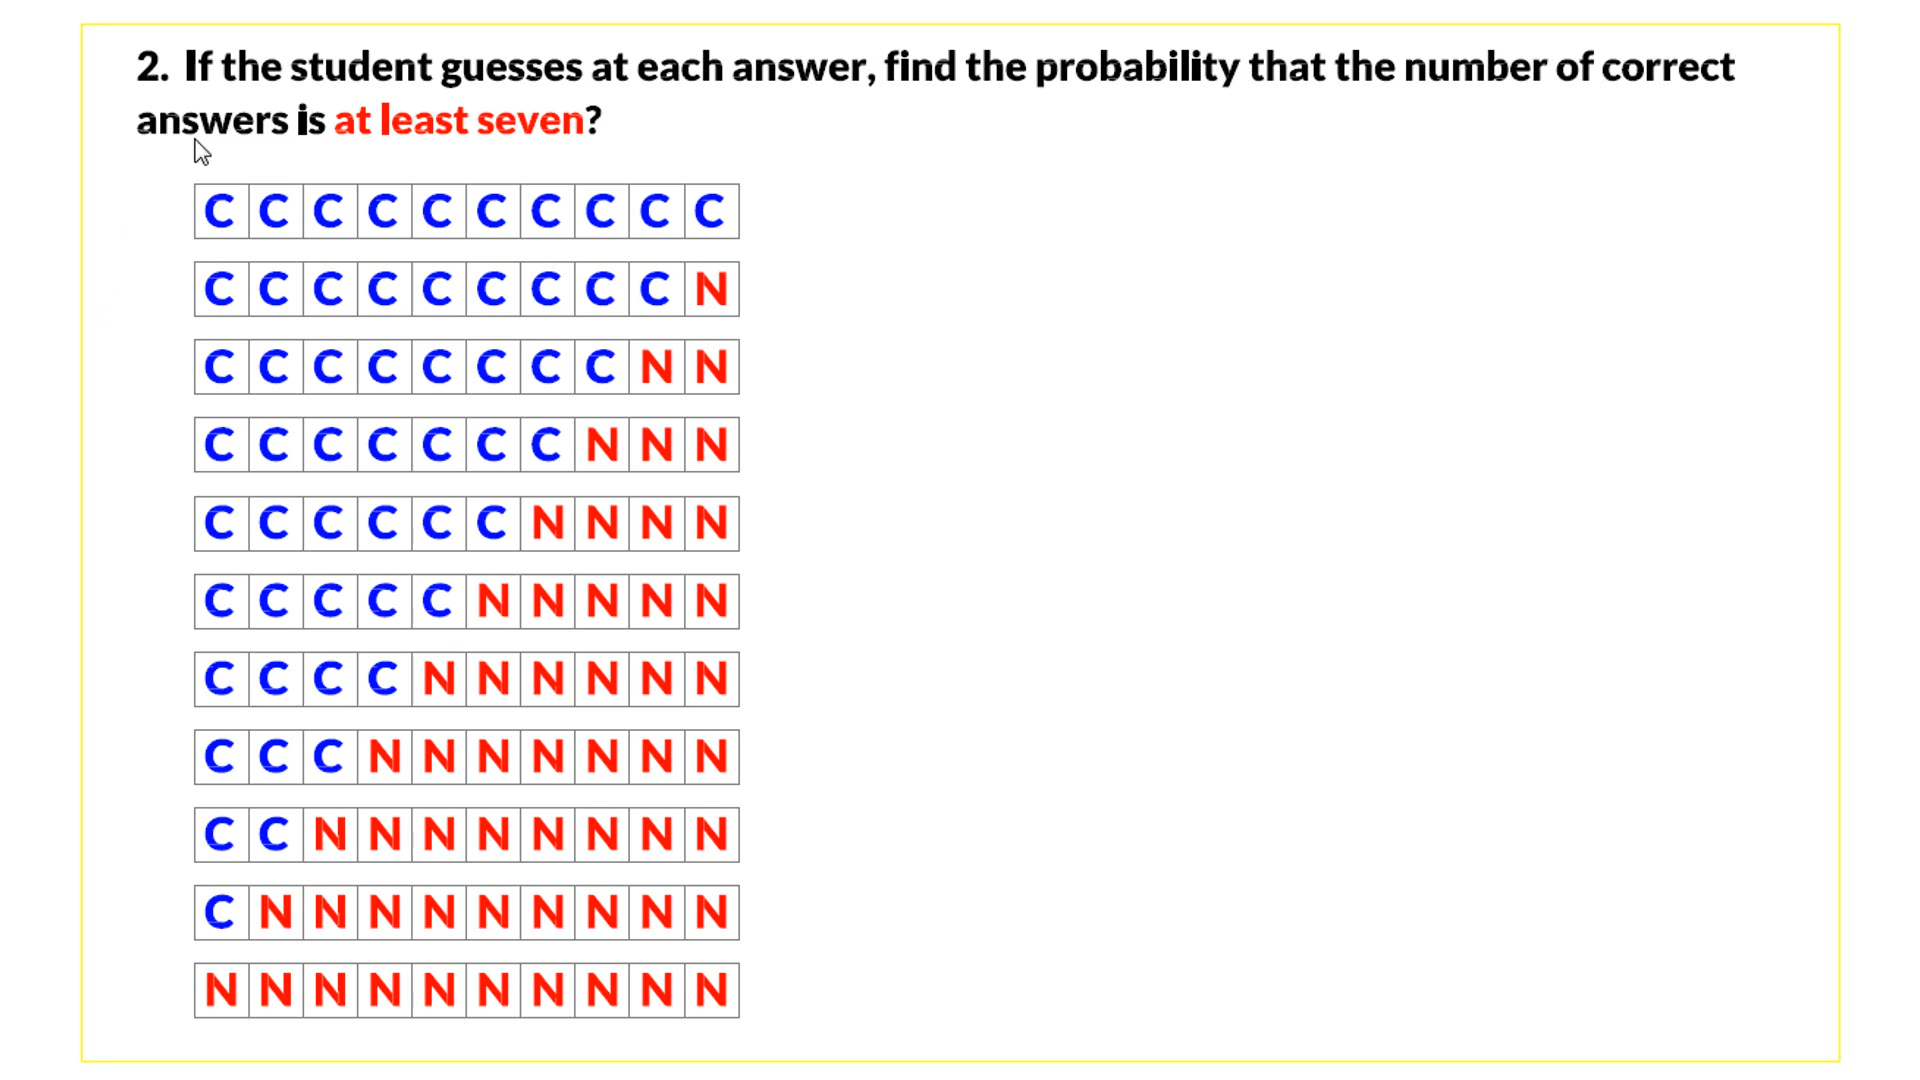 2. If the student guesses at each answer, find the probability that the number of correct
answers is at least seven?
C C C C C C C C C C
C C C C C C C C C N
C C C C C C C C N N
C C C C C C C N N N
C C C C C C N N N N
C C C C C N N N N N
C C C C N N N N N N
C C C N N N N N N N
C C N N N N N N N N
C N N N N N N N N N
N N N N N N N N N N